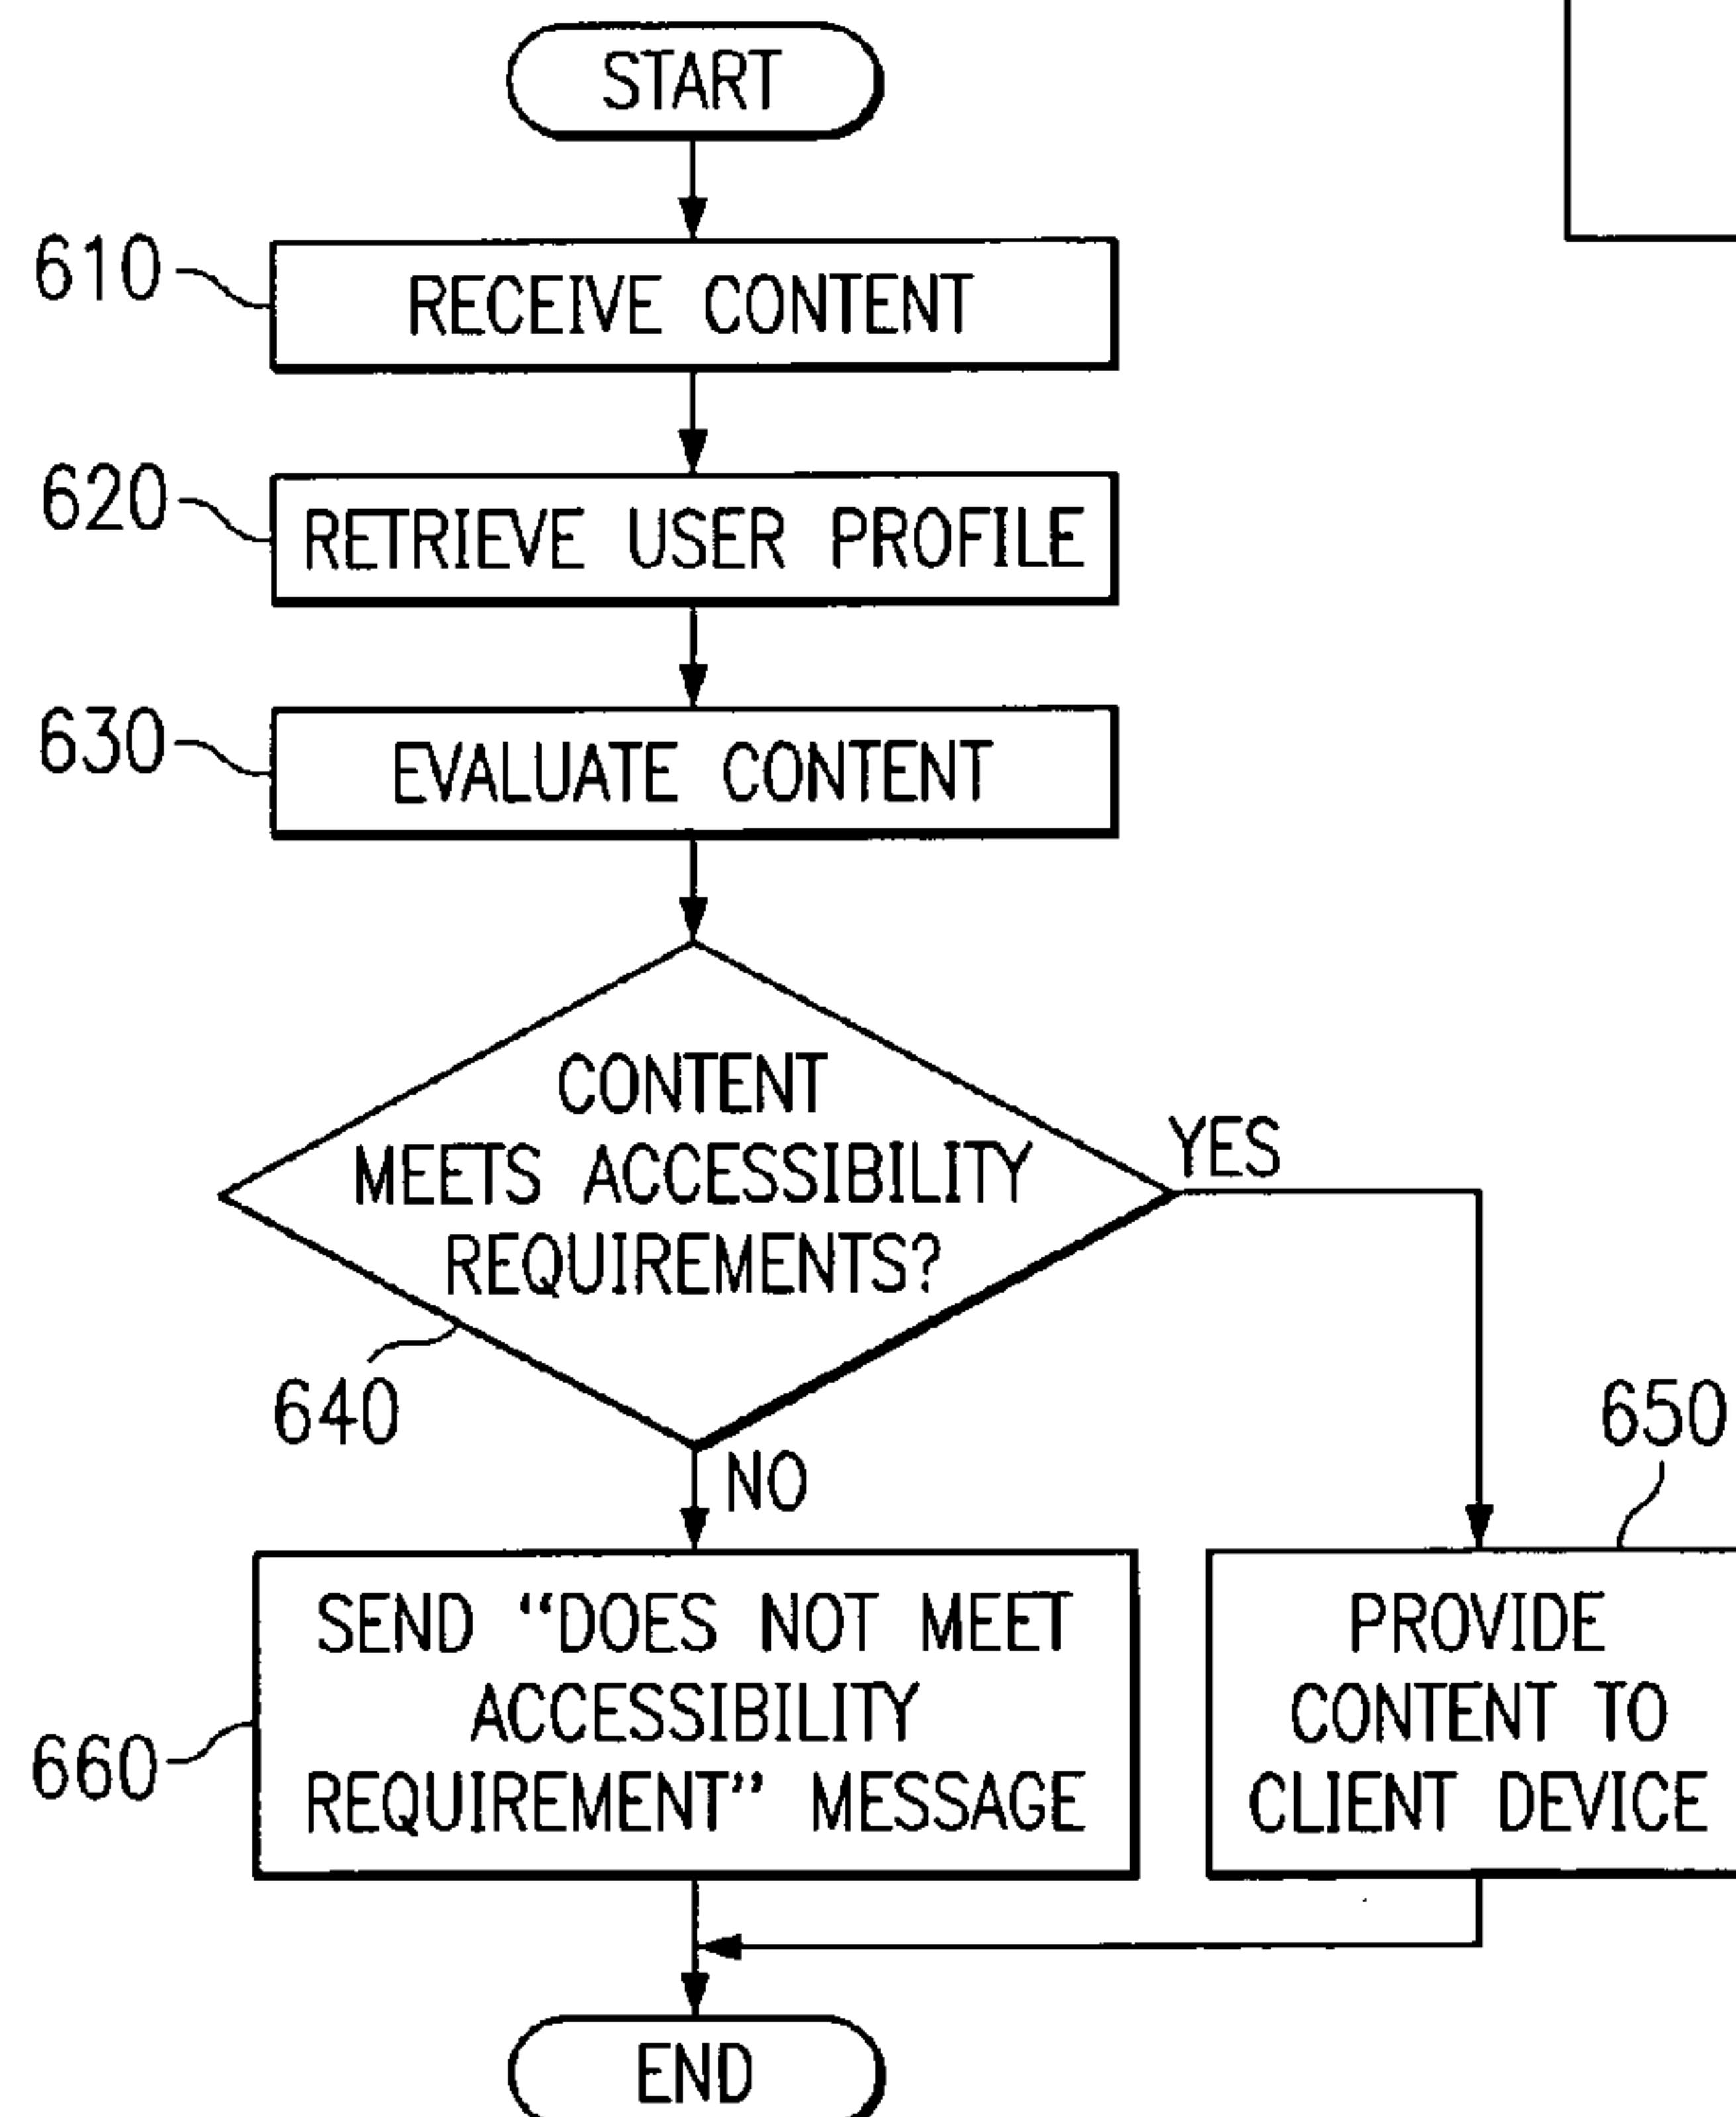 START
610
RECEIVE CONTENT
620
RETRIEVE USER PROFILE
630
EVALUATE CONTENT
CONTENT
MEETS ACCESSIBILITY
REQUIREMENTS?
YES
640
NO
650
SEND “DOES NOT MEET
ACCESSIBILITY
REQUIREMENT” MESSAGE
660
PROVIDE
CONTENT TO
CLIENT DEVICE
END